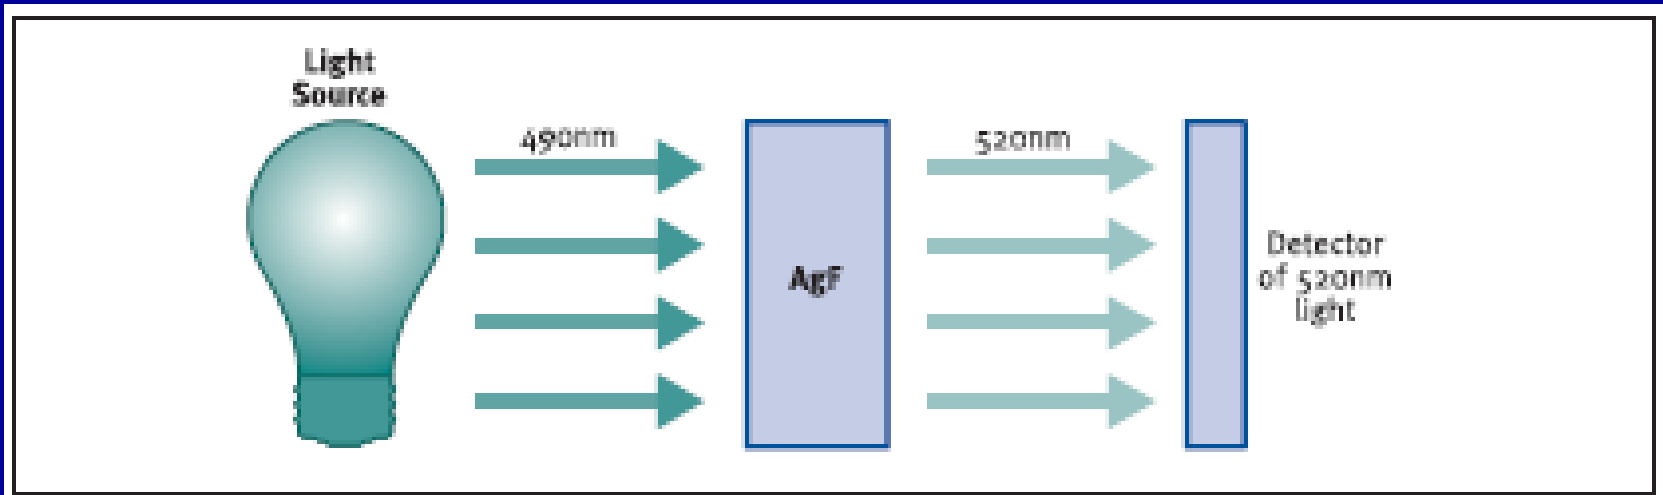 Light
Source
490nm
520nm
AgF
Detector
of 520nm
light